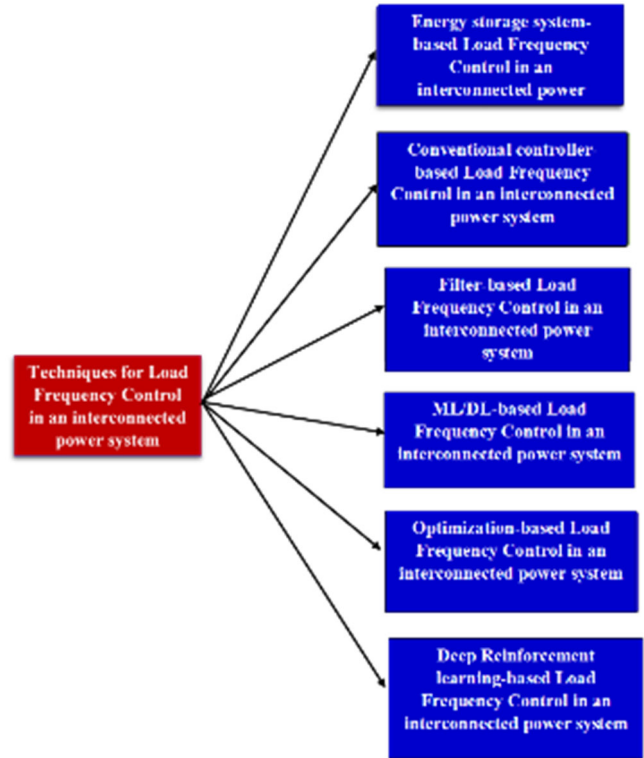 Techniques for Load
Frequency Control
in an interconnected
power system
Energy storage system-
based Load Frequency
Control in an
interconnected power
Conventional controller-
based Load Frequency
Control in an interconnected
power system
Filter-based Load
Frequency Control in an
interconnected power
system
ML/DL-based Load
Frequency Control in an
interconnected power system
Optimization-based Load
Frequency Control in an
interconnected power system
Deep Reinforcement
learning-based Load
Frequency Control in an
interconnected power system